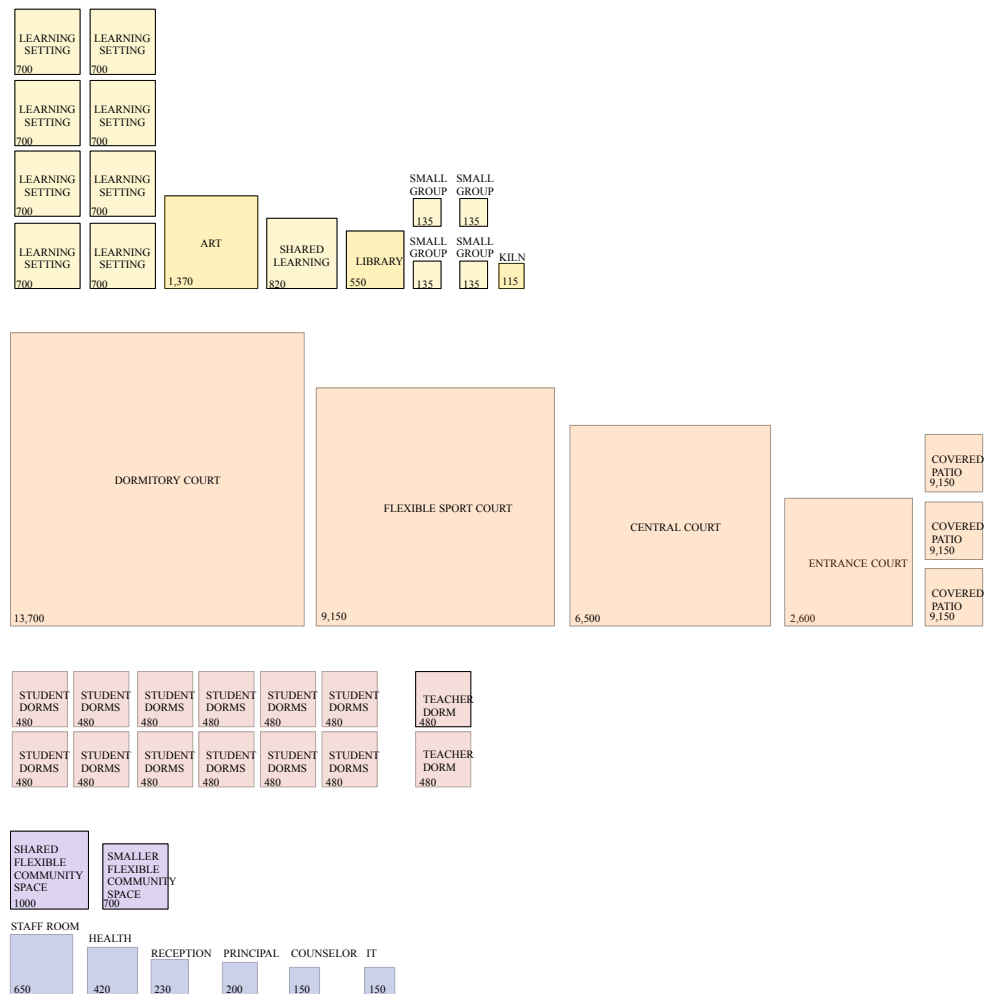 LEARNING
SETTING
700
LEARNING
SETTING
700
LEARNING
SETTING
700
LEARNING
SETTING
700
LEARNING
SETTING
700
LEARNING
SETTING
700
LEARNING
SETTING
700
LEARNING
SETTING
700
ART
1,370
SHARED
LEARNING
820
LIBRARY
550
SMALL
GROUP
135
SMALL
GROUP
135
SMALL
GROUP
135
SMALL
GROUP
135
KILN
115
DORMITORY COURT
13,700
FLEXIBLE SPORT COURT
9,150
CENTRAL COURT
6,500
ENTRANCE COURT
2,600
COVERED
PATIO
9,150
COVERED
PATIO
9,150
COVERED
PATIO
9,150
STUDENT
DORMS
480
STUDENT
DORMS
480
STUDENT
DORMS
480
STUDENT
DORMS
480
STUDENT
DORMS
480
STUDENT
DORMS
480
TEACHER
DORM
480
STUDENT
DORMS
480
STUDENT
DORMS
480
STUDENT
DORMS
480
STUDENT
DORMS
480
STUDENT
DORMS
480
STUDENT
DORMS
480
TEACHER
DORM
480
SHARED
FLEXIBLE
COMMUNITY
SPACE
1000
SMALLER
FLEXIBLE
COMMUNITY
SPACE
700
STAFF ROOM
650
HEALTH
420
RECEPTION
230
PRINCIPAL
200
COUNSELOR
150
IT
150